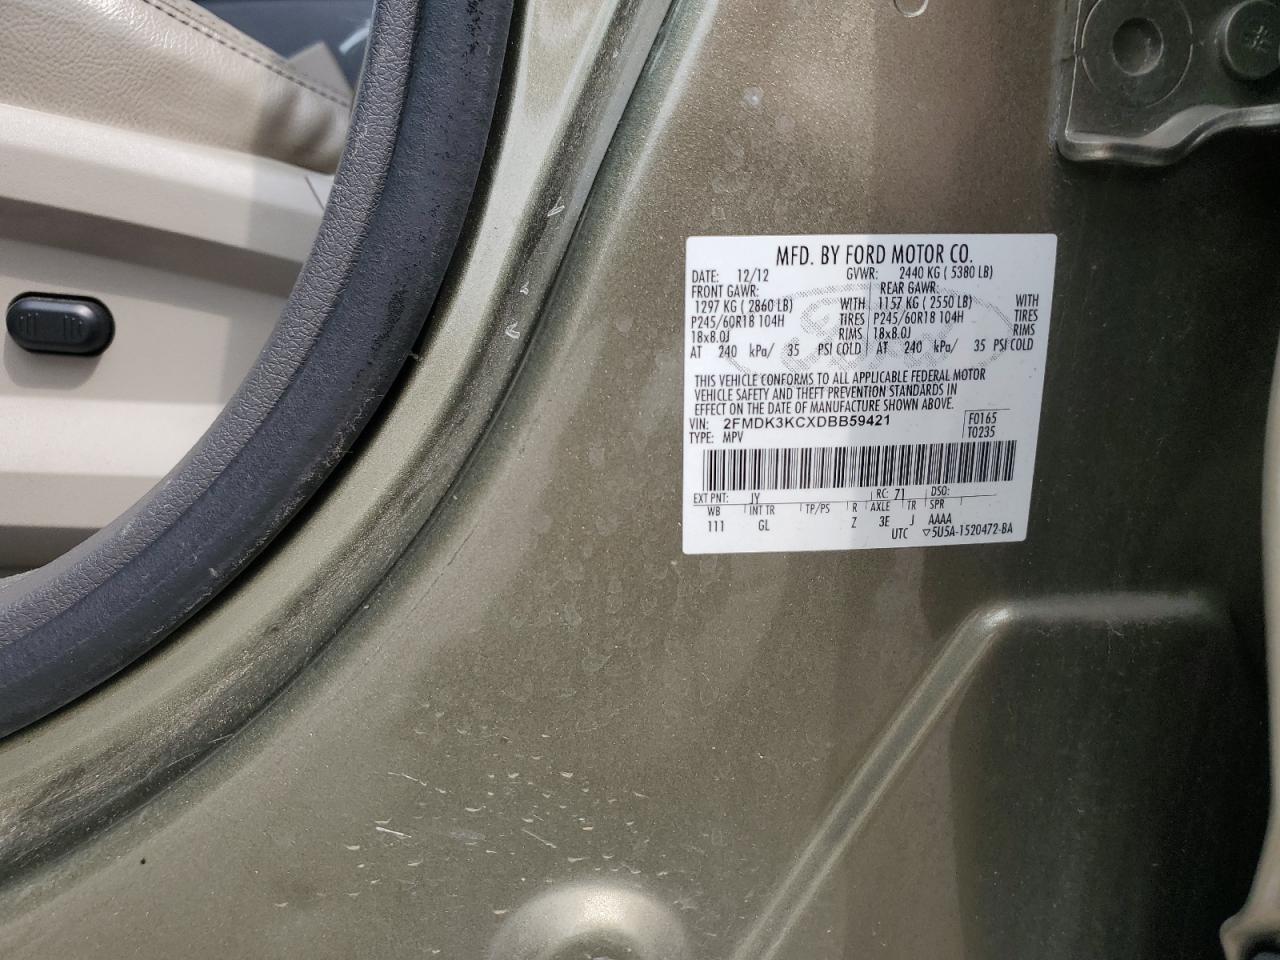 MFD. BY FORD MOTOR CO.
DATE: 12/12 GVWR: 2440 KG ( 5380 LB)
FRONT GAWR: REAR GAWR:
1297 KG ( 2860 LB) WITH 1157 KG ( 2550 LB) WITH
P245/60R18 104H TIRES P245/60R18 104H TIRES
18x8.0J RIMS 18x8.0J RIMS
AT 240 kPa/ 35 PSI COLD AT 240 kPa/ 35 PSI COLD
THIS VEHICLE CONFORMS TO ALL APPLICABLE FEDERAL MOTOR
VEHICLE SAFETY AND THEFT PREVENTION STANDARDS IN
EFFECT ON THE DATE OF MANUFACTURE SHOWN ABOVE.
VIN: 2FMDK3KCXDBB59421 F0165
TYPE: MPV T0235
EXT PNT: JY RC: 71 DSO:
WB INT TR TP/PS R AXLE TR SPR
111 GL Z 3E J AAAA
UTC ▽5U5A-1520472-BA